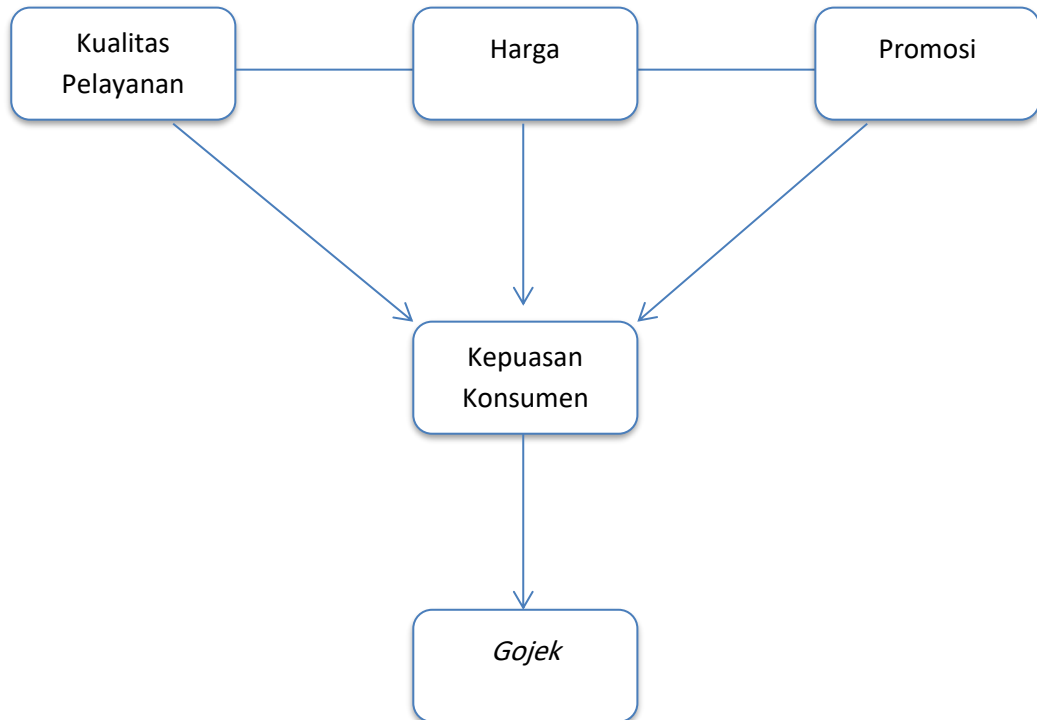 Kualitas
Pelayanan
Harga
Promosi
Kepuasan
Konsumen
Gojek